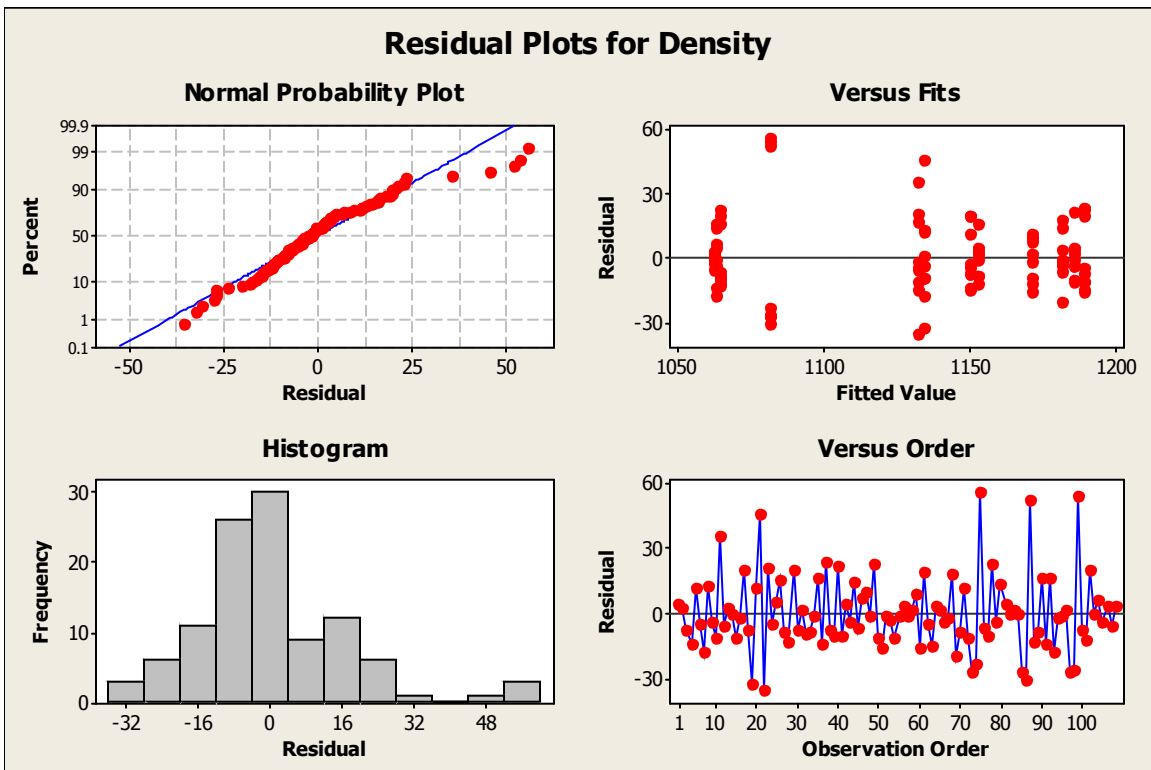 Residual Plots for Density
Normal Probability Plot
99.9
99
90
50
10
1
0.1
Percent
-50 -25 0 25 50
Residual
Versus Fits
60
30
0
-30
Residual
1050 1100 1150 1200
Fitted Value
Histogram
30
20
10
0
Frequency
-32 -16 0 16 32 48
Residual
Versus Order
60
30
0
-30
Residual
1 10 20 30 40 50 60 70 80 90 100
Observation Order